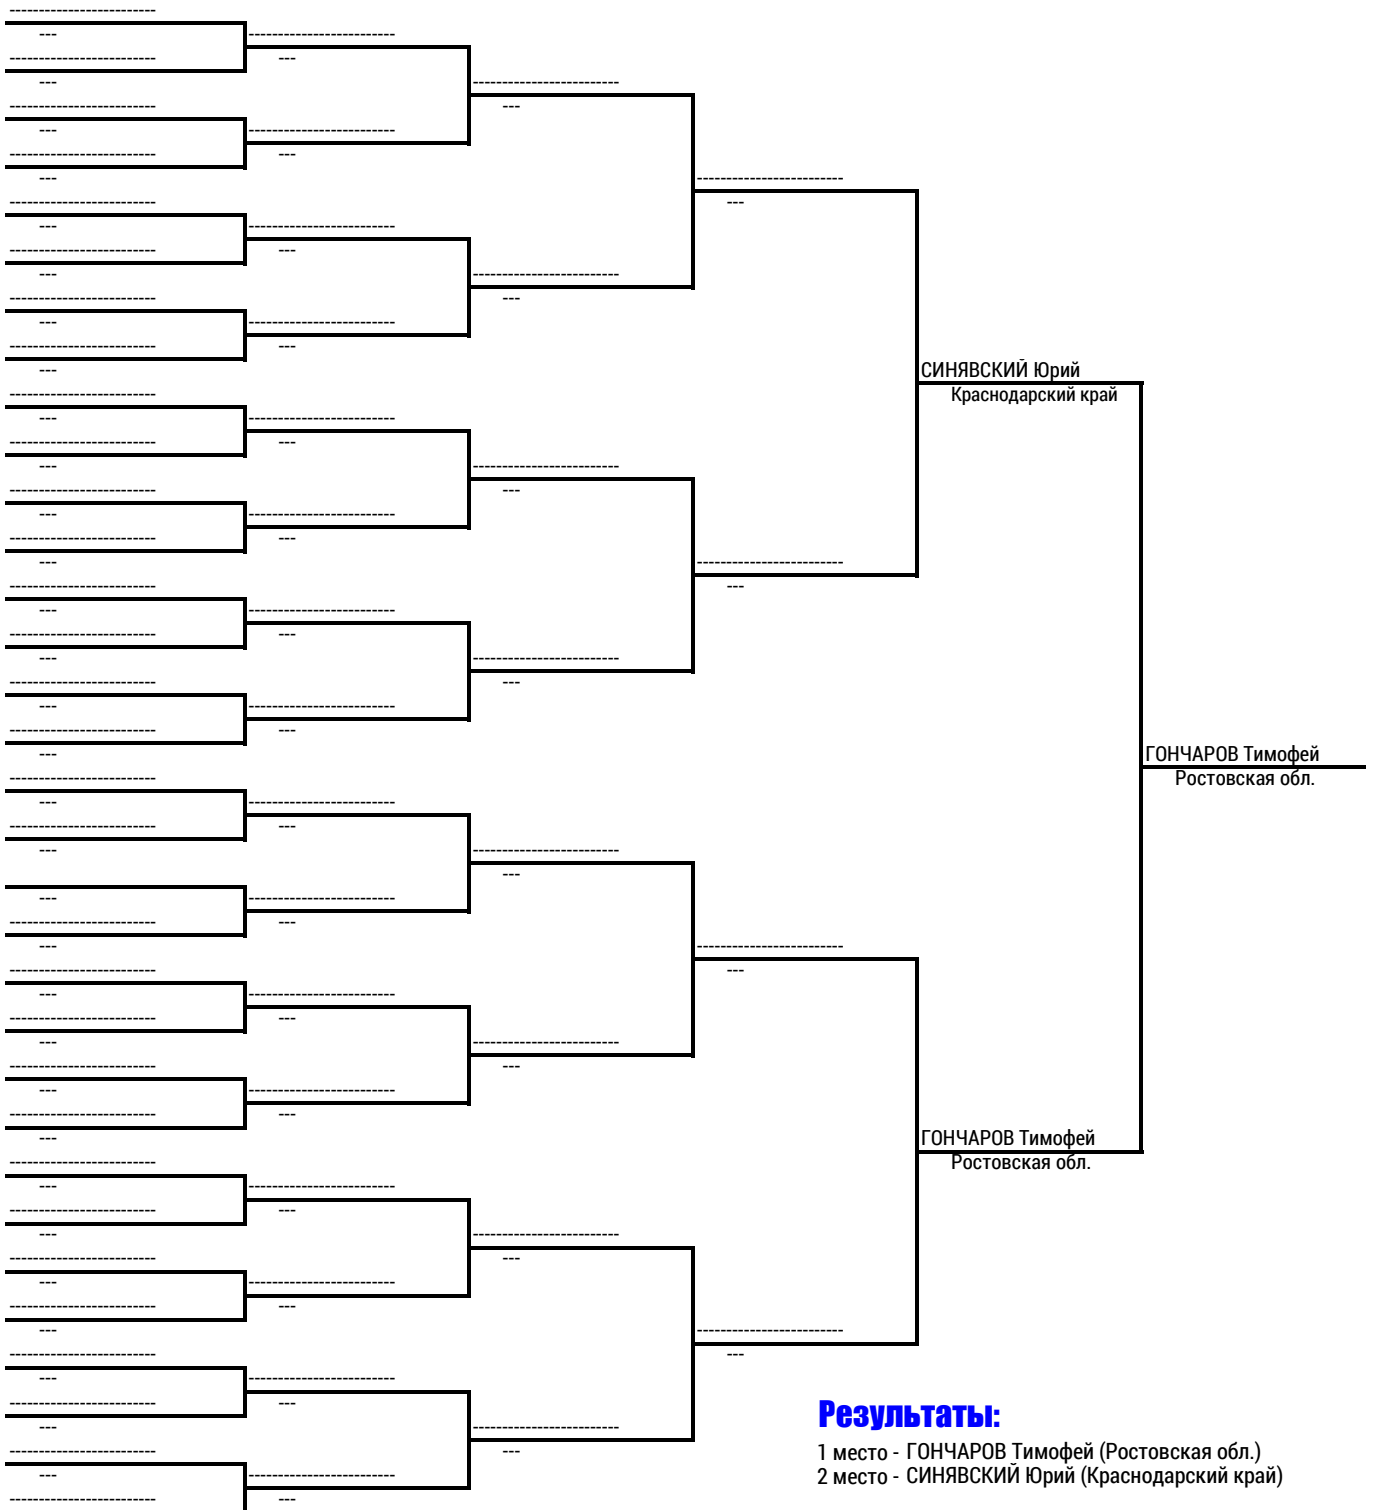 СИНЯВСКИЙ Юрий
Краснодарский край
ГОНЧАРОВ Тимофей
Ростовская обл.
ГОНЧАРОВ Тимофей
Ростовская обл.
Результаты:
1 место - ГОНЧАРОВ Тимофей (Ростовская обл.)
2 место - СИНЯВСКИЙ Юрий (Краснодарский край)